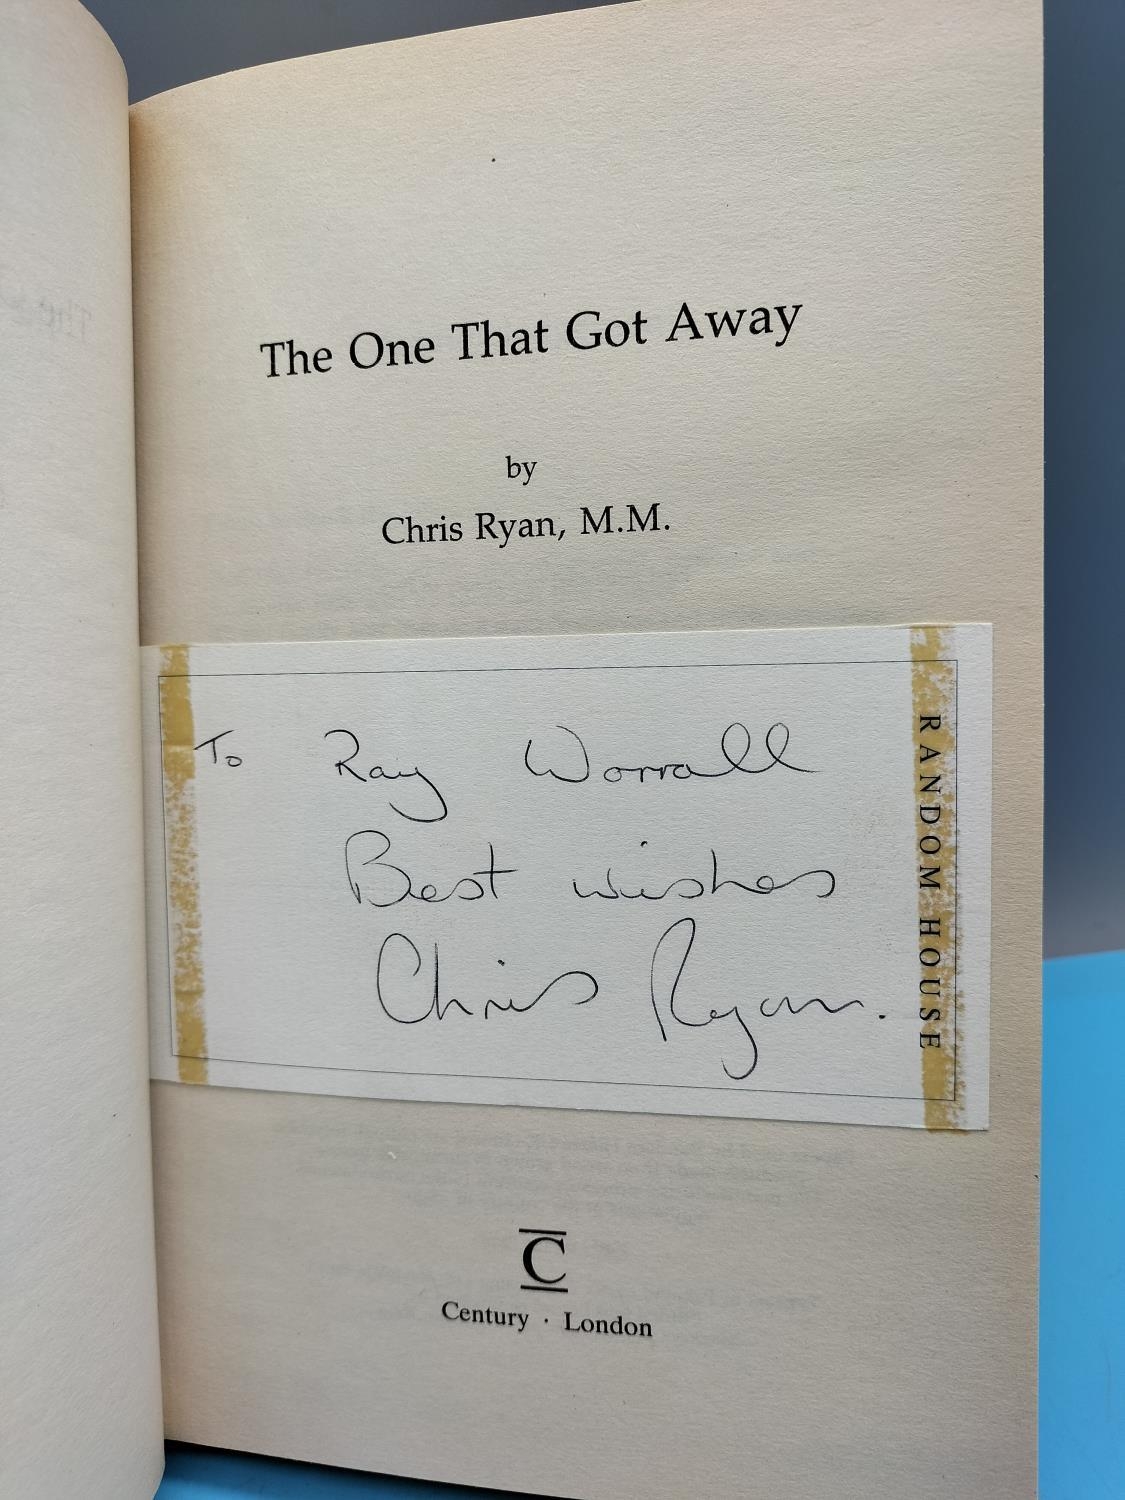 The One That Got Away
by
Chris Ryan, M.M.
To Ray Worrall
Best wishes
Chris Ryan.
RANDOM HOUSE
C
Century · London